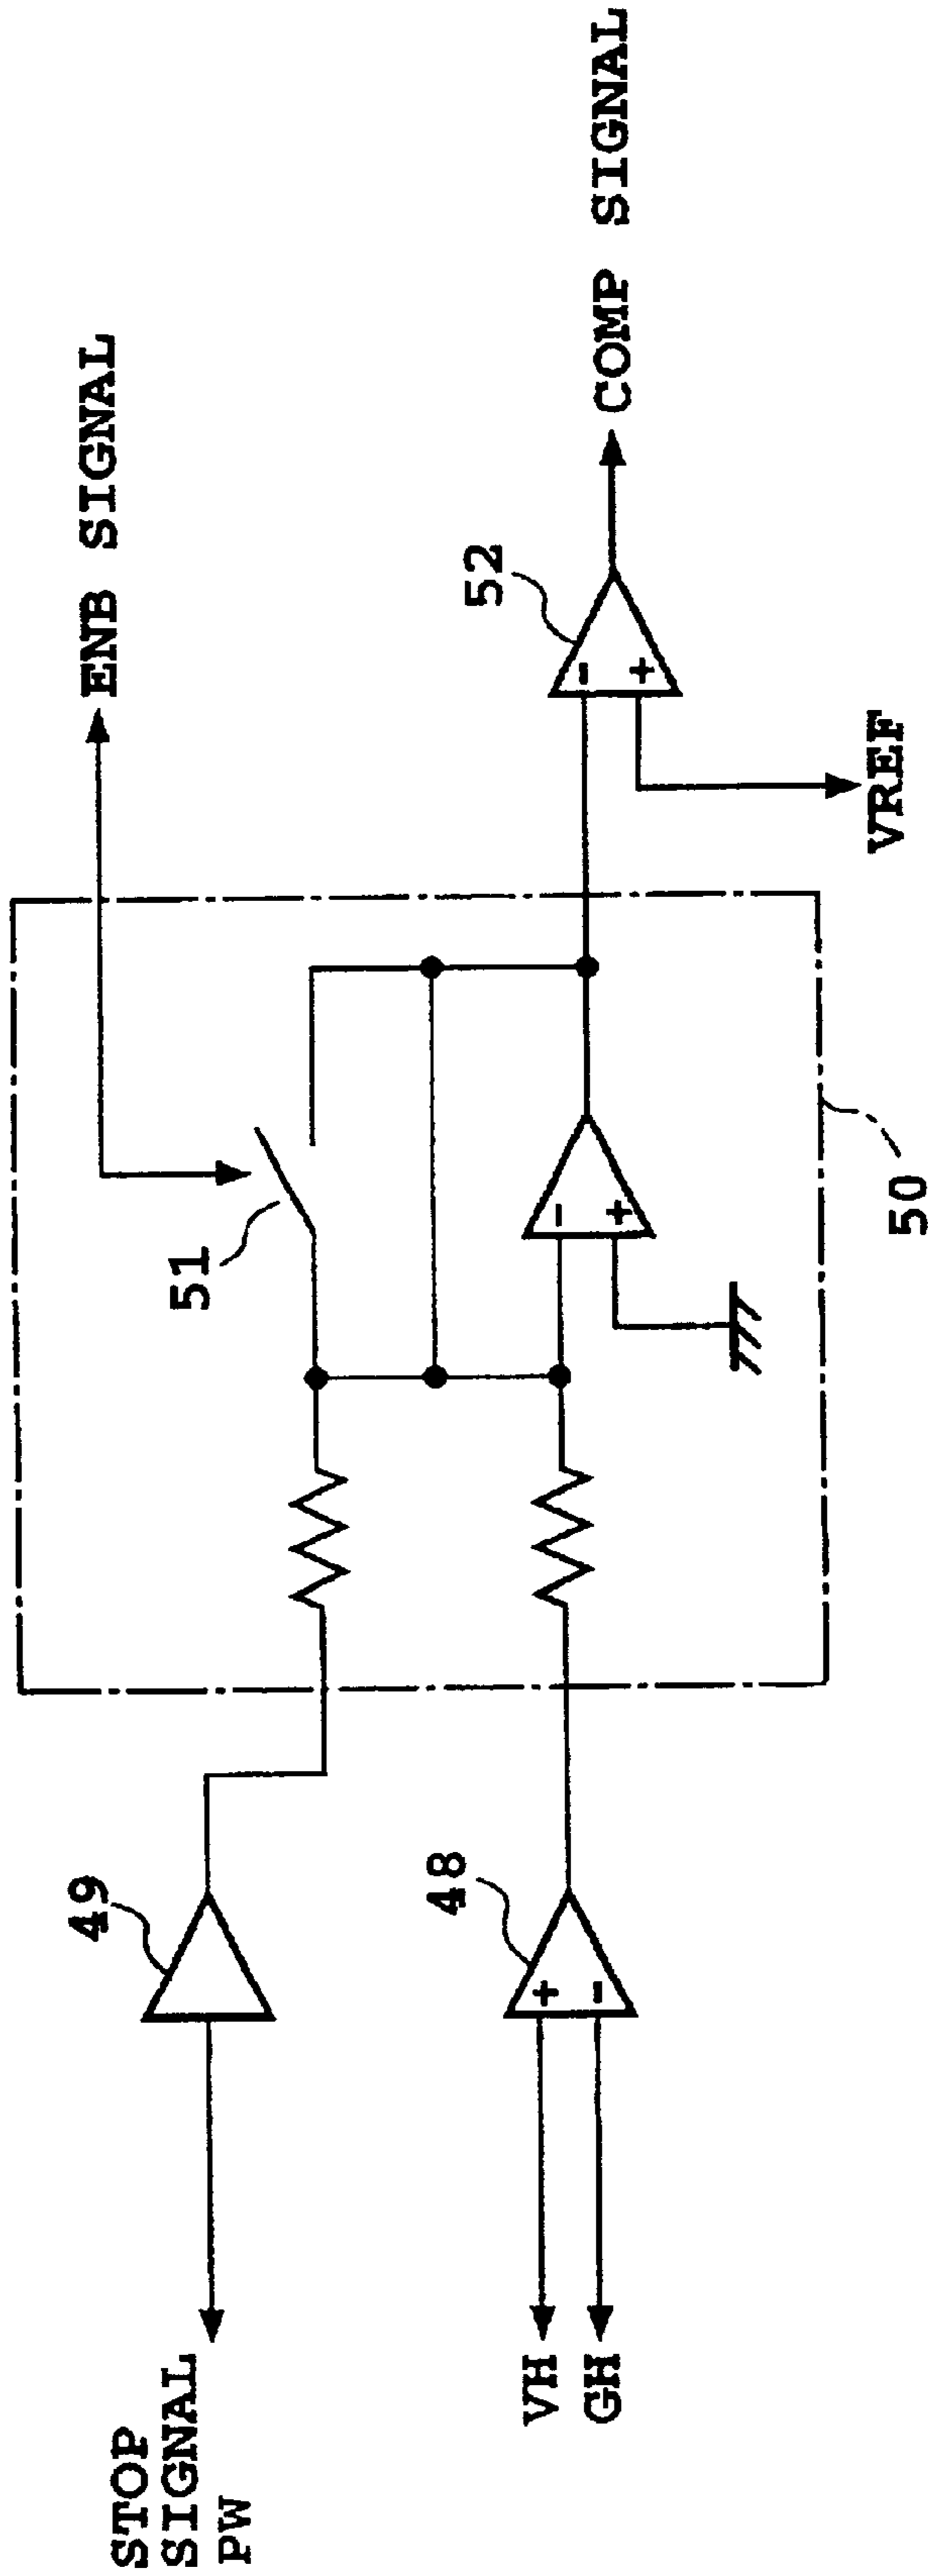 ENB SIGNAL
51
49
STOP
SIGNAL
PW
52
COMP SIGNAL
-
+
-
+
48
+
-
VH
GH
VREF
50